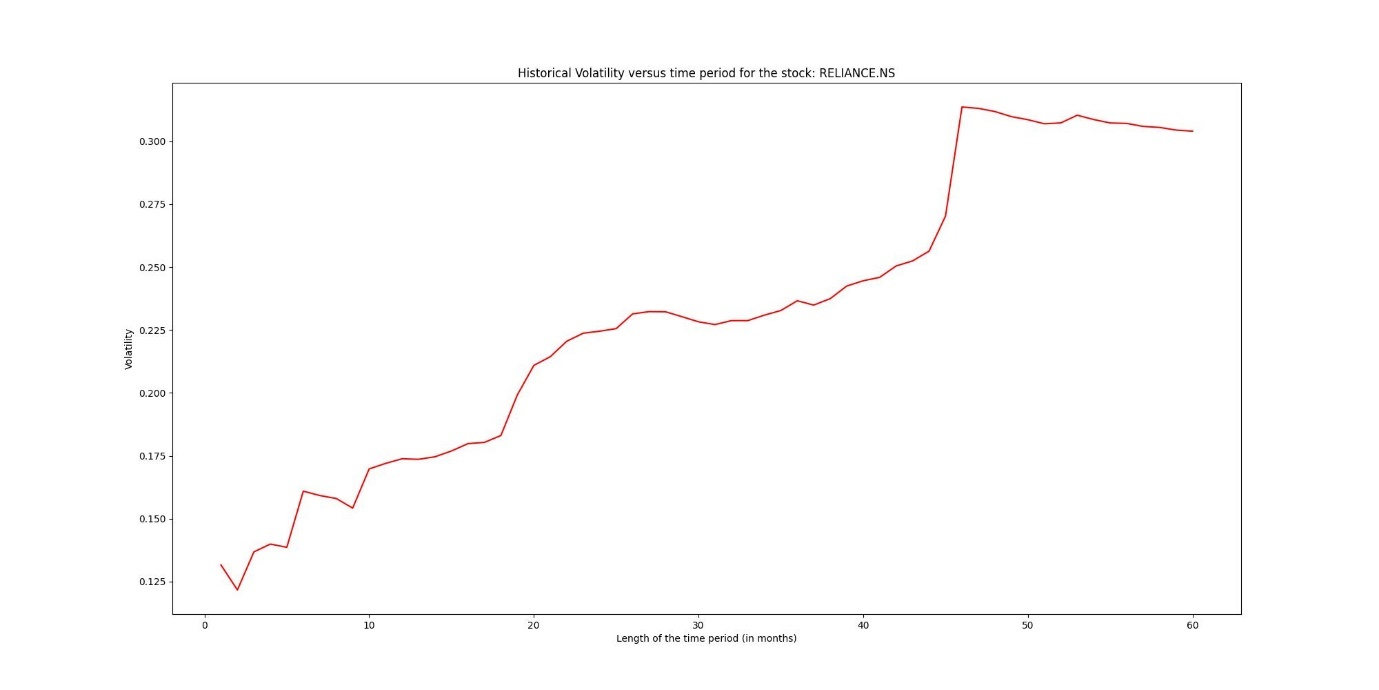 Historical Volatility versus time period for the stock: RELIANCE.NS
0.300
0.275
0.250
0.225
0.200
0.175
0.150
0.125
Volatility
0 10 20 30 40 50 60
Length of the time period (in months)